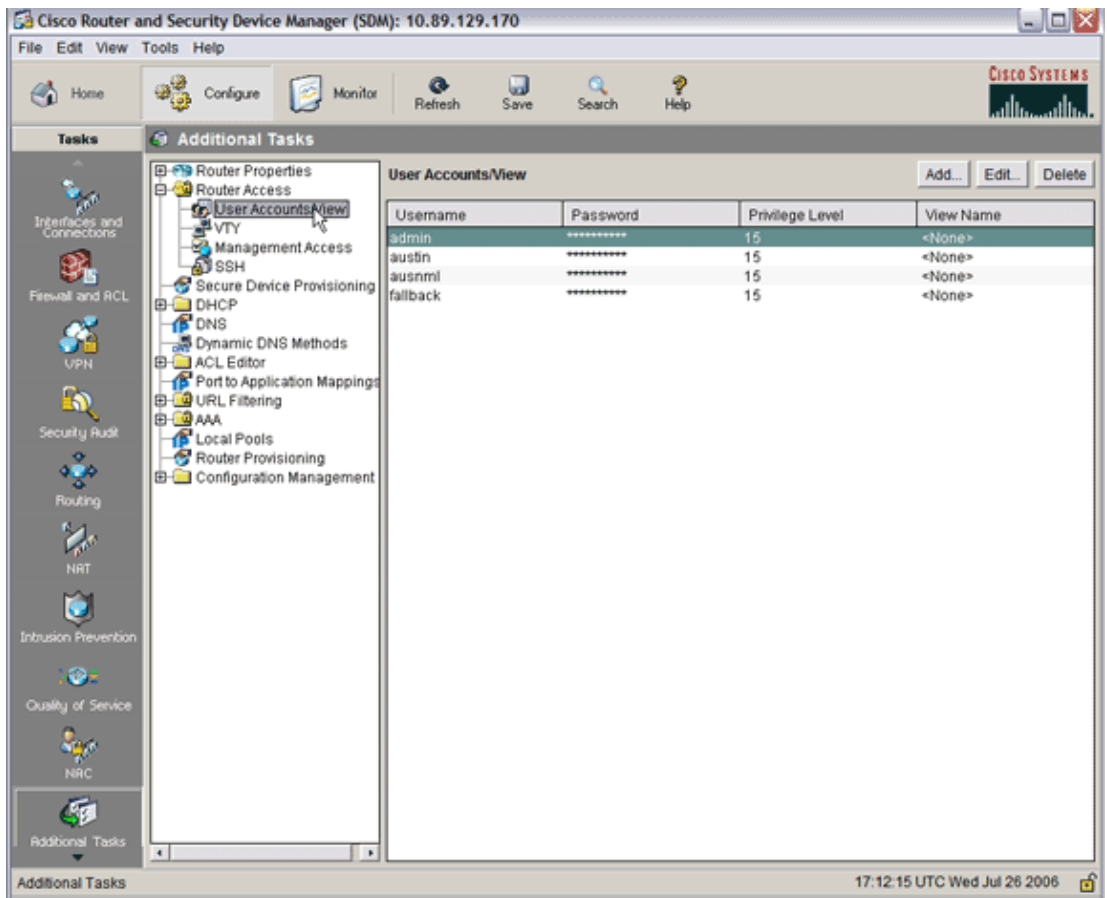 Cisco Router and Security Device Manager (SDM): 10.89.129.170
File Edit View Tools Help
Home Configure Monitor Refresh Save Search Help
CISCO SYSTEMS
Tasks
Additional Tasks
Interfaces and Connections
Firewall and ACL
VPN
Security Audit
Routing
NAT
Intrusion Prevention
Quality of Service
NAC
Additional Tasks
Router Properties
Router Access
User Accounts/View
VTY
Management Access
SSH
Secure Device Provisioning
DHCP
DNS
Dynamic DNS Methods
ACL Editor
Port to Application Mappings
URL Filtering
AAA
Local Pools
Router Provisioning
Configuration Management
User Accounts/View
Add... Edit... Delete
Username Password Privilege Level View Name
admin ********** 15 <None>
austin ********** 15 <None>
ausnml ********** 15 <None>
fallback ********** 15 <None>
Additional Tasks
17:12:15 UTC Wed Jul 26 2006